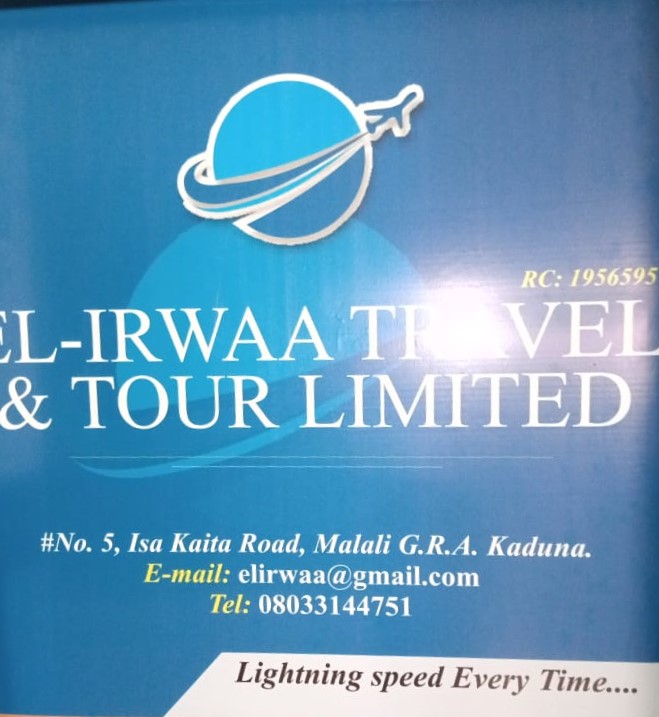 RC: 1956595
EL-IRWAA TRAVEL
& TOUR LIMITED
#No. 5, Isa Kaita Road, Malali G.R.A. Kaduna.
E-mail: elirwaa@gmail.com
Tel: 08033144751
Lightning speed Every Time....